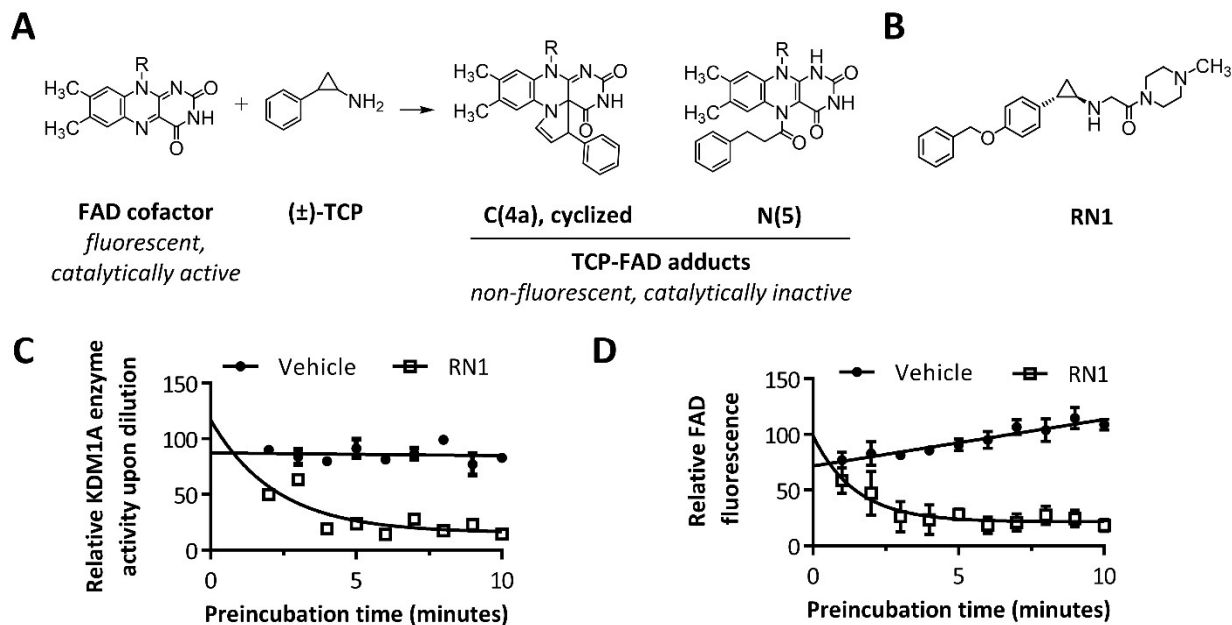 A
B
R
H₃C
H₃C
N
N
O
NH
N
O
+
NH₂
R
H₃C
H₃C
N
N
O
NH
N
O
R
H
H₃C
H₃C
N
N
O
NH
N
O
O
CH₃
N
N
N
H
O
O
FAD cofactor
fluorescent,
catalytically active
(±)-TCP
C(4a), cyclized
N(5)
RN1
TCP-FAD adducts
non-fluorescent, catalytically inactive
C
Vehicle RN1
Relative KDM1A enzyme
activity upon dilution
150
100
50
0
0 5 10
Preincubation time (minutes)
D
Vehicle RN1
Relative FAD
fluorescence
150
100
50
0
0 5 10
Preincubation time (minutes)